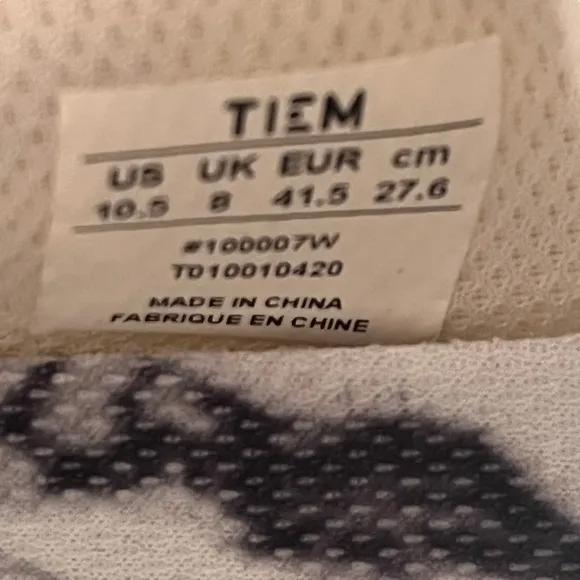 TIEM
US UK EUR cm
10.5 8 41.5 27.6
#100007W
T010010420
MADE IN CHINA
FABRIQUE EN CHINE